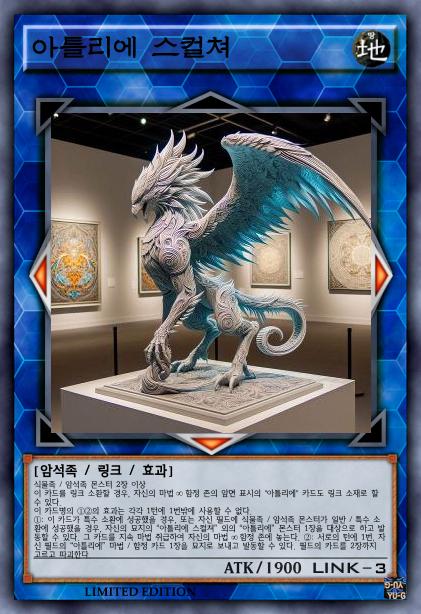 아틀리에 스컬쳐
땅
地
[암석족 / 링크 / 효과]
식물족 / 암석족 몬스터 2장 이상
이 카드를 링크 소환할 경우, 자신의 마법 ∞ 함정 존의 앞면 표시의 "아틀리에" 카드도 링크 소재로 할
수 있다.
이 카드명의 ①②의 효과는 각각 1턴에 1번밖에 사용할 수 없다.
①: 이 카드가 특수 소환에 성공했을 경우, 또는 자신 필드에 식물족 / 암석족 몬스터가 일반 / 특수 소
환에 성공했을 경우, 자신의 묘지의 "아틀리에 스컬쳐" 외의 "아틀리에" 몬스터 1장을 대상으로 하고 발
동할 수 있다. 그 카드를 지속 마법 취급하여 자신의 마법 ∞ 함정 존에 놓는다. ②: 서로의 턴에 1번, 자
신 필드의 "아틀리에" 마법 / 함정 카드 1장을 묘지로 보내고 발동할 수 있다. 필드의 카드를 2장까지
고르고 파괴한다.
ATK/1900 LINK-3
LIMITED EDITION